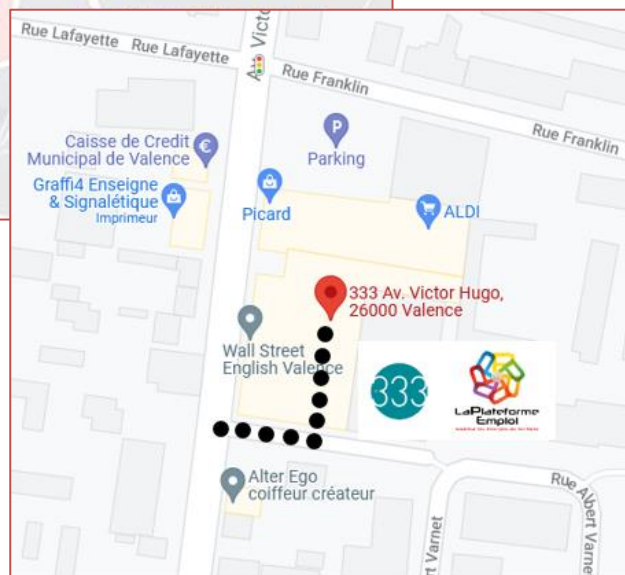 Rue Lafayette
Rue Lafayette
Av. Victo
Rue Franklin
Rue Franklin
Caisse de Credit
Municipal de Valence
Parking
Graffi4 Enseigne
& Signalétique
Imprimeur
Picard
ALDI
333 Av. Victor Hugo,
26000 Valence
Wall Street
English Valence
333
LaPlateforme
Emploi
Alter Ego
coiffeur créateur
Rue Albert Varne
rt Varnet